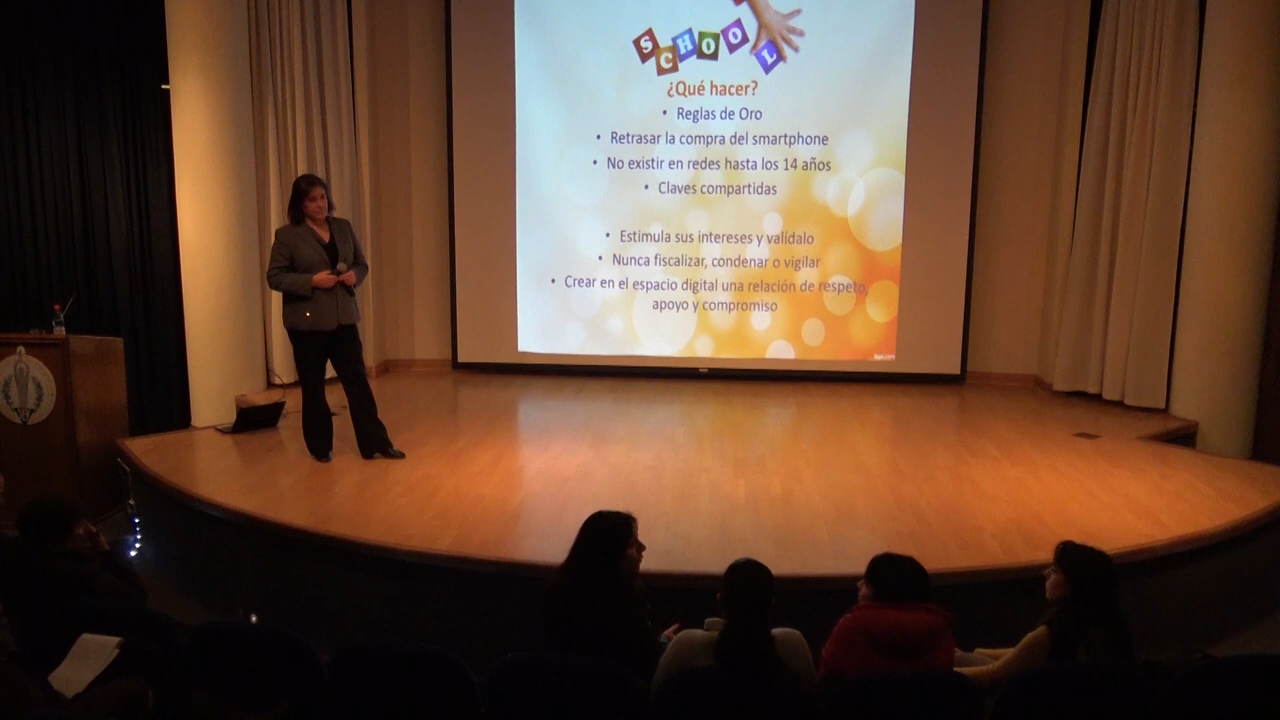 SCHOOL
¿Qué hacer?
• Reglas de Oro
• Retrasar la compra del smartphone
• No existir en redes hasta los 14 años
• Claves compartidas
• Estimula sus intereses y valídalo
• Nunca fiscalizar, condenar o vigilar
• Crear en el espacio digital una relación de respeto,
apoyo y compromiso